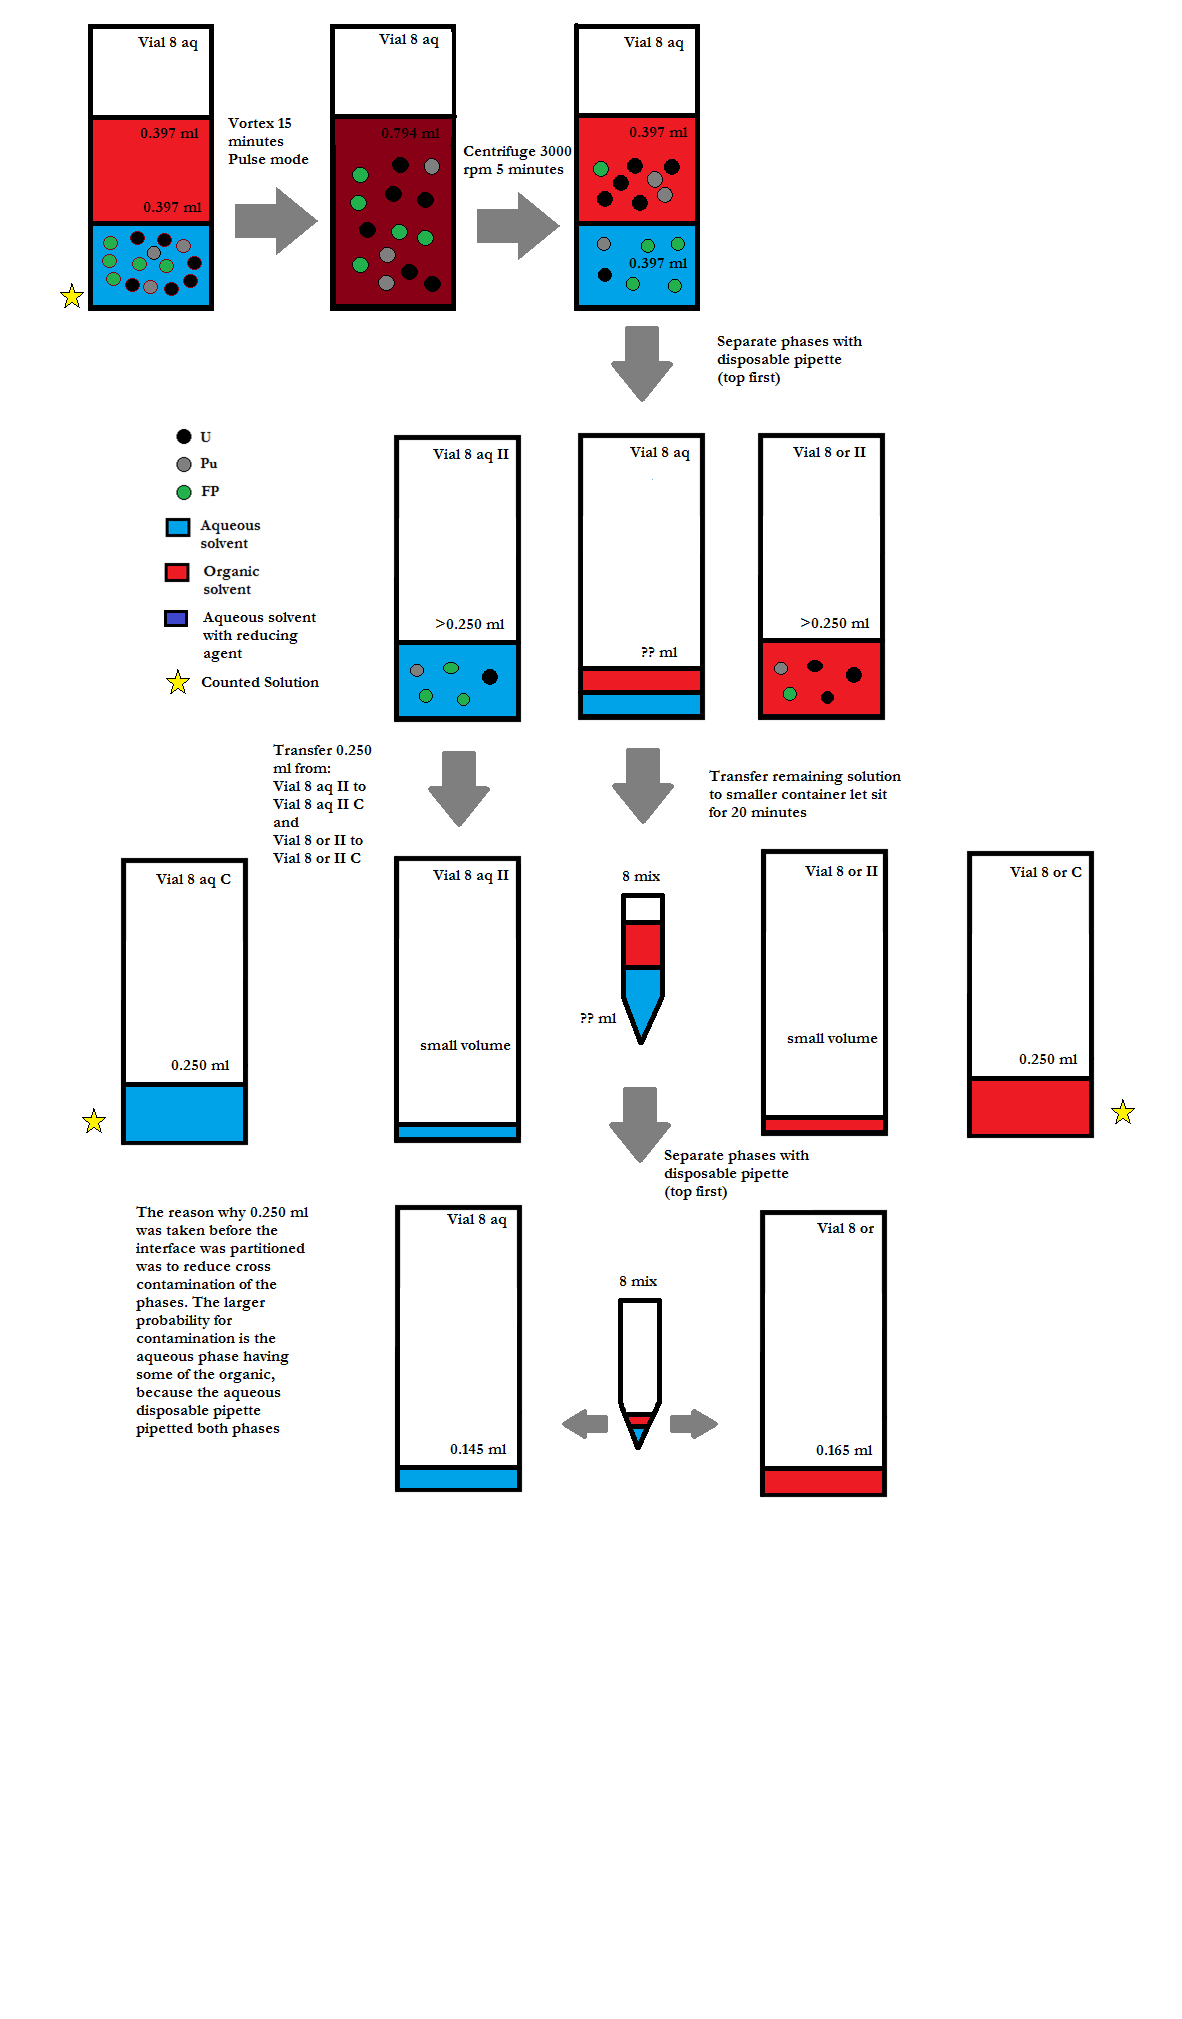 Vial 8 aq
Vial 8 aq
Vial 8 aq
0.397 ml
0.397 ml
Vortex 15
minutes
Pulse mode
0.794 ml
Centrifuge 3000
rpm 5 minutes
0.397 ml
0.397 ml
Separate phases with
disposable pipette
(top first)
U
Pu
FP
Aqueous
solvent
Organic
solvent
Aqueous solvent
with reducing
agent
Counted Solution
Vial 8 aq II
>0.250 ml
Vial 8 aq
?? ml
Vial 8 or II
>0.250 ml
Transfer 0.250
ml from:
Vial 8 aq II to
Vial 8 aq II C
and
Vial 8 or II to
Vial 8 or II C
Transfer remaining solution
to smaller container let sit
for 20 minutes
Vial 8 aq C
0.250 ml
Vial 8 aq II
small volume
8 mix
?? ml
Vial 8 or II
small volume
Vial 8 or C
0.250 ml
Separate phases with
disposable pipette
(top first)
The reason why 0.250 ml
was taken before the
interface was partitioned
was to reduce cross
contamination of the
phases. The larger
probability for
contamination is the
aqueous phase having
some of the organic,
because the aqueous
disposable pipette
pipetted both phases
Vial 8 aq
0.145 ml
8 mix
Vial 8 or
0.165 ml